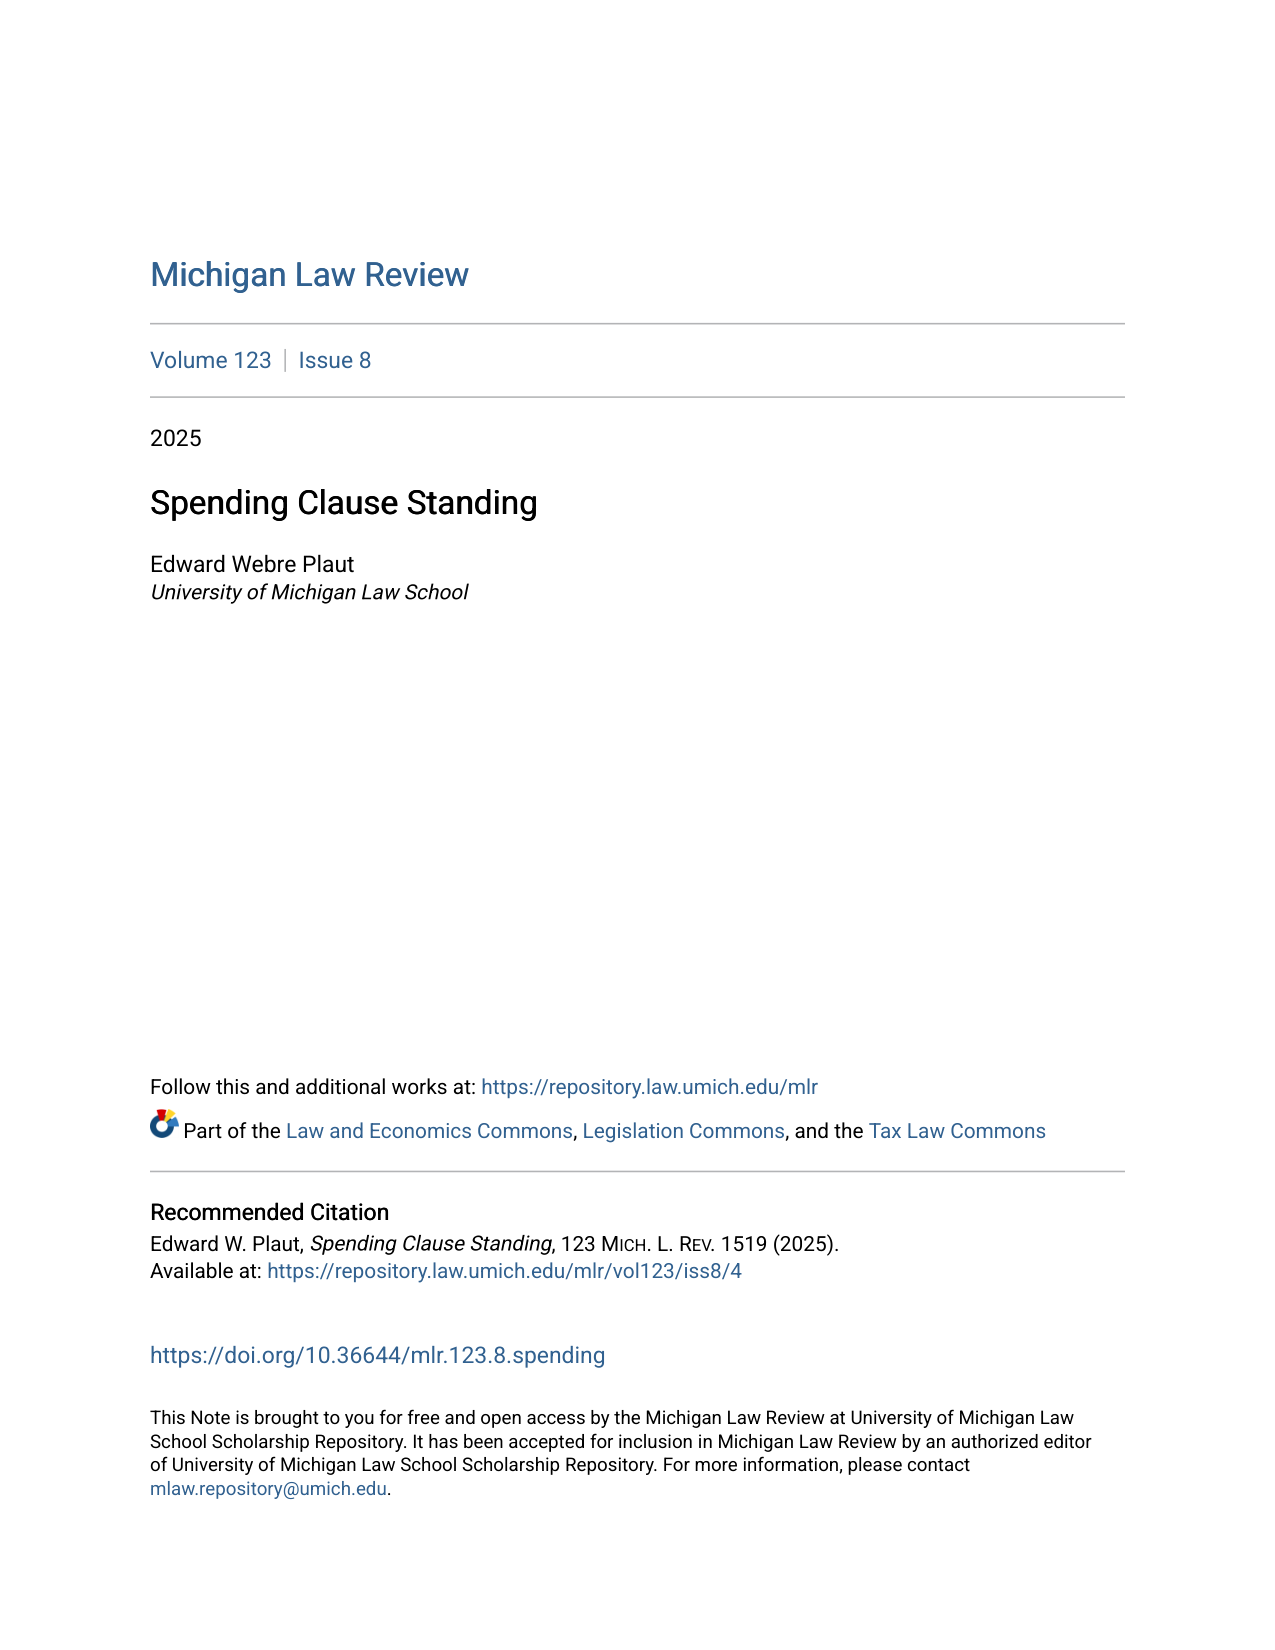 Michigan Law Review
Volume 123 | Issue 8
2025
Spending Clause Standing
Edward Webre Plaut
University of Michigan Law School
Follow this and additional works at: https://repository.law.umich.edu/mlr
Part of the Law and Economics Commons, Legislation Commons, and the Tax Law Commons
Recommended Citation
Edward W. Plaut, Spending Clause Standing, 123 MICH. L. REV. 1519 (2025).
Available at: https://repository.law.umich.edu/mlr/vol123/iss8/4
https://doi.org/10.36644/mlr.123.8.spending
This Note is brought to you for free and open access by the Michigan Law Review at University of Michigan Law
School Scholarship Repository. It has been accepted for inclusion in Michigan Law Review by an authorized editor
of University of Michigan Law School Scholarship Repository. For more information, please contact
mlaw.repository@umich.edu.